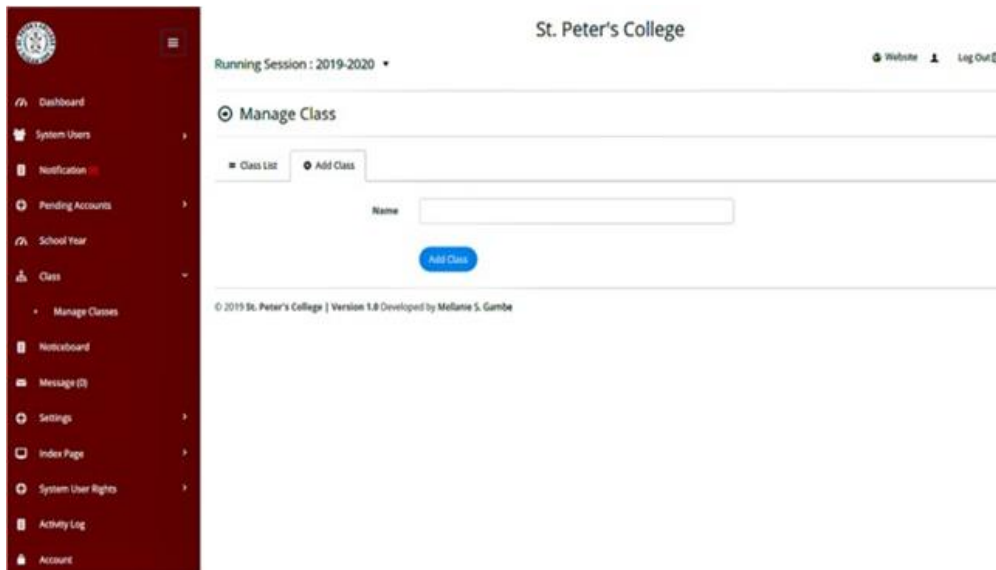 St. Peter's College
Running Session : 2019-2020
Website
Log Out
Dashboard
System Users
Notification
Pending Accounts
School Year
Class
Manage Classes
Noticeboard
Message (0)
Settings
Index Page
System User Rights
Activity Log
Account
Manage Class
Class List
Add Class
Name
Add Class
© 2019 St. Peter's College | Version 1.0 Developed by Mellanie S. Gumbe